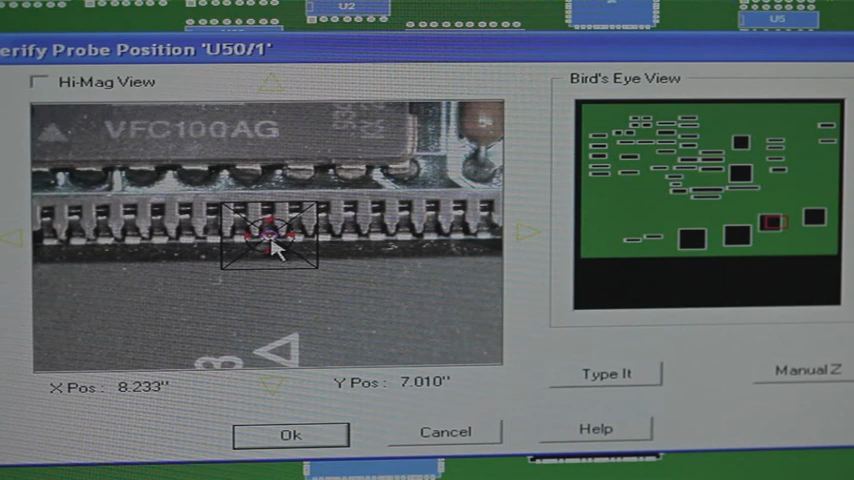 U2
U5
erify Probe Position 'U50/1'
Hi-Mag View
Bird's Eye View
VFC100AG
X Pos: 8.233"
Y Pos: 7.010"
Type It
Manual Z
Ok
Cancel
Help